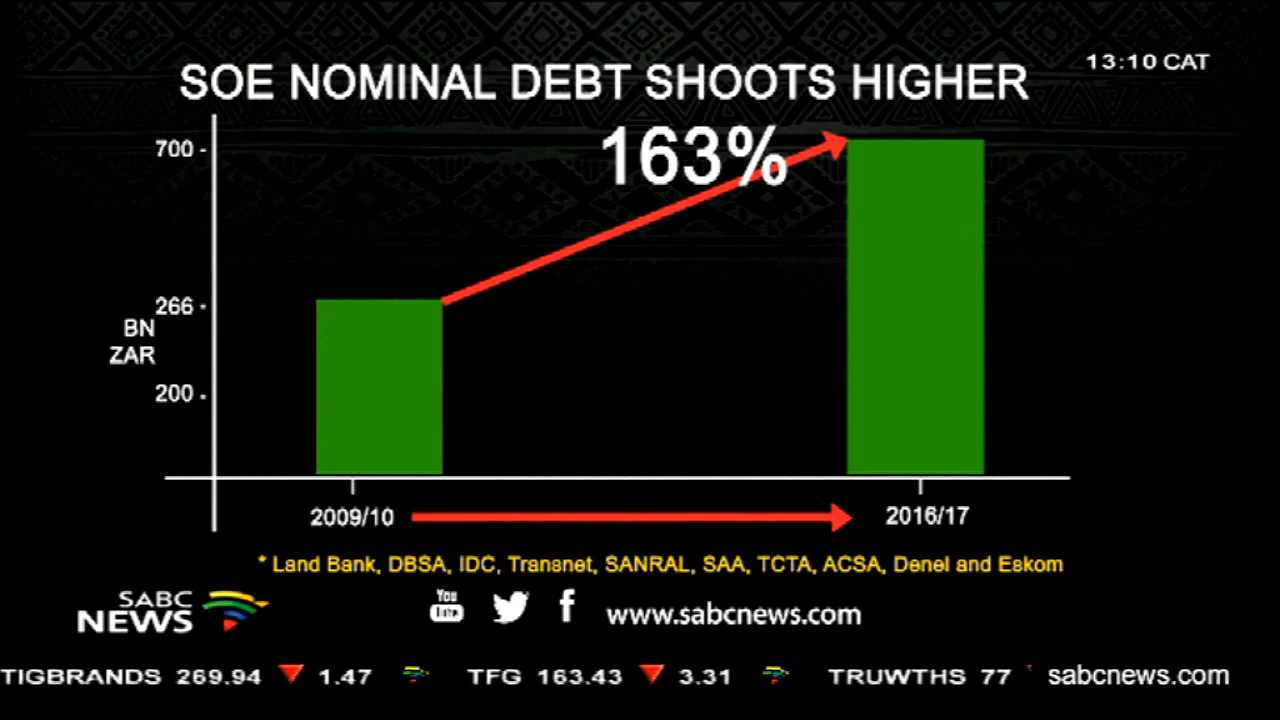 13:10 CAT
SOE NOMINAL DEBT SHOOTS HIGHER
163%
700 -
266 -
BN
ZAR
200 -
2009/10
2016/17
* Land Bank, DBSA, IDC, Transnet, SANRAL, SAA, TCTA, ACSA, Denel and Eskom
SABC
NEWS
You
Tube
f
www.sabcnews.com
TIGBRANDS 269.94 ▼ 1.47 TFG 163.43 ▼ 3.31 TRUWTHS 77 sabcnews.com